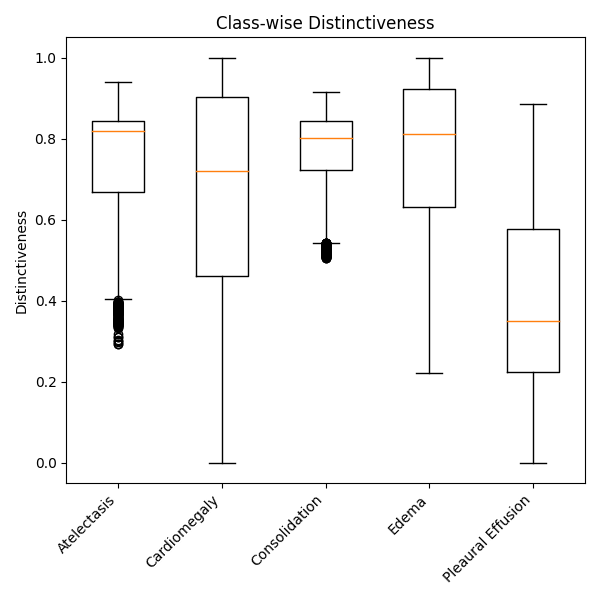 Class-wise Distinctiveness
Distinctiveness
1.0
0.8
0.6
0.4
0.2
0.0
Atelectasis
Cardiomegaly
Consolidation
Edema
Pleaural Effusion